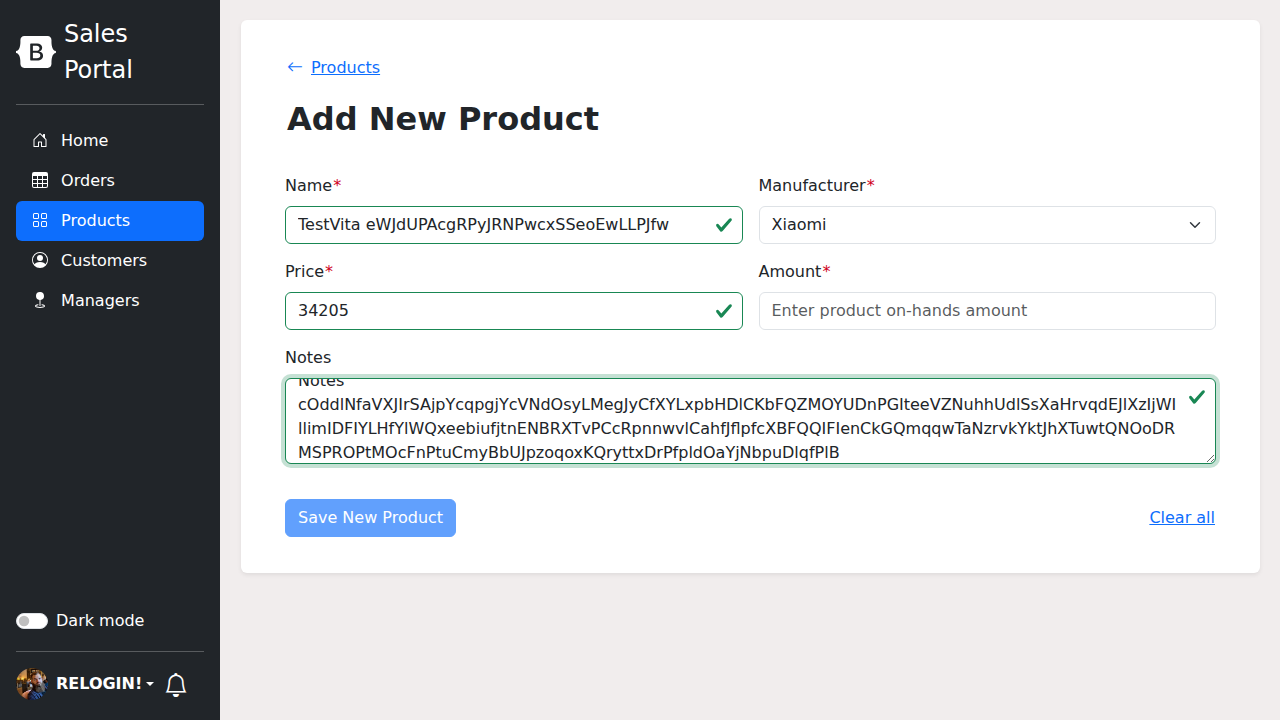 Sales
Portal
Home
Orders
Products
Customers
Managers
Dark mode
RELOGIN!
Products
Add New Product
Name*
TestVita eWJdUPAcgRPyJRNPwcxSSeoEwLLPJfw
Manufacturer*
Xiaomi
Price*
34205
Amount*
Enter product on-hands amount
Notes
Notes
Save New Product
Clear all